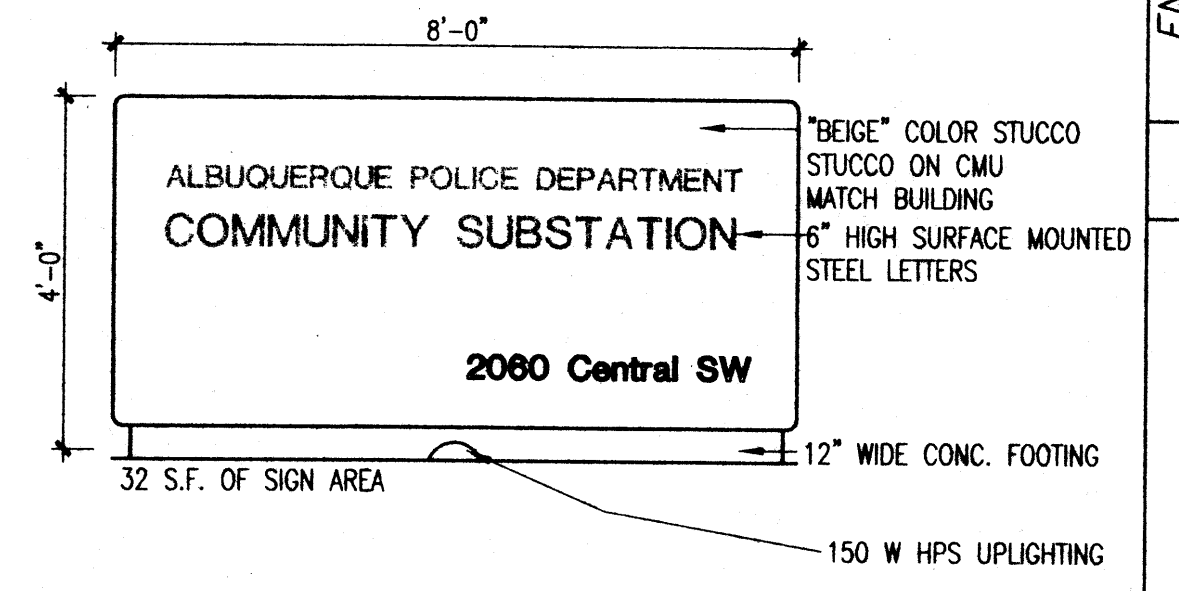 8'-0"
"BEIGE" COLOR STUCCO
STUCCO ON CMU
MATCH BUILDING
ALBUQUERQUE POLICE DEPARTMENT
COMMUNITY SUBSTATION
6" HIGH SURFACE MOUNTED
STEEL LETTERS
4'-0"
2060 Central SW
12" WIDE CONC. FOOTING
32 S.F. OF SIGN AREA
150 W HPS UPLIGHTING